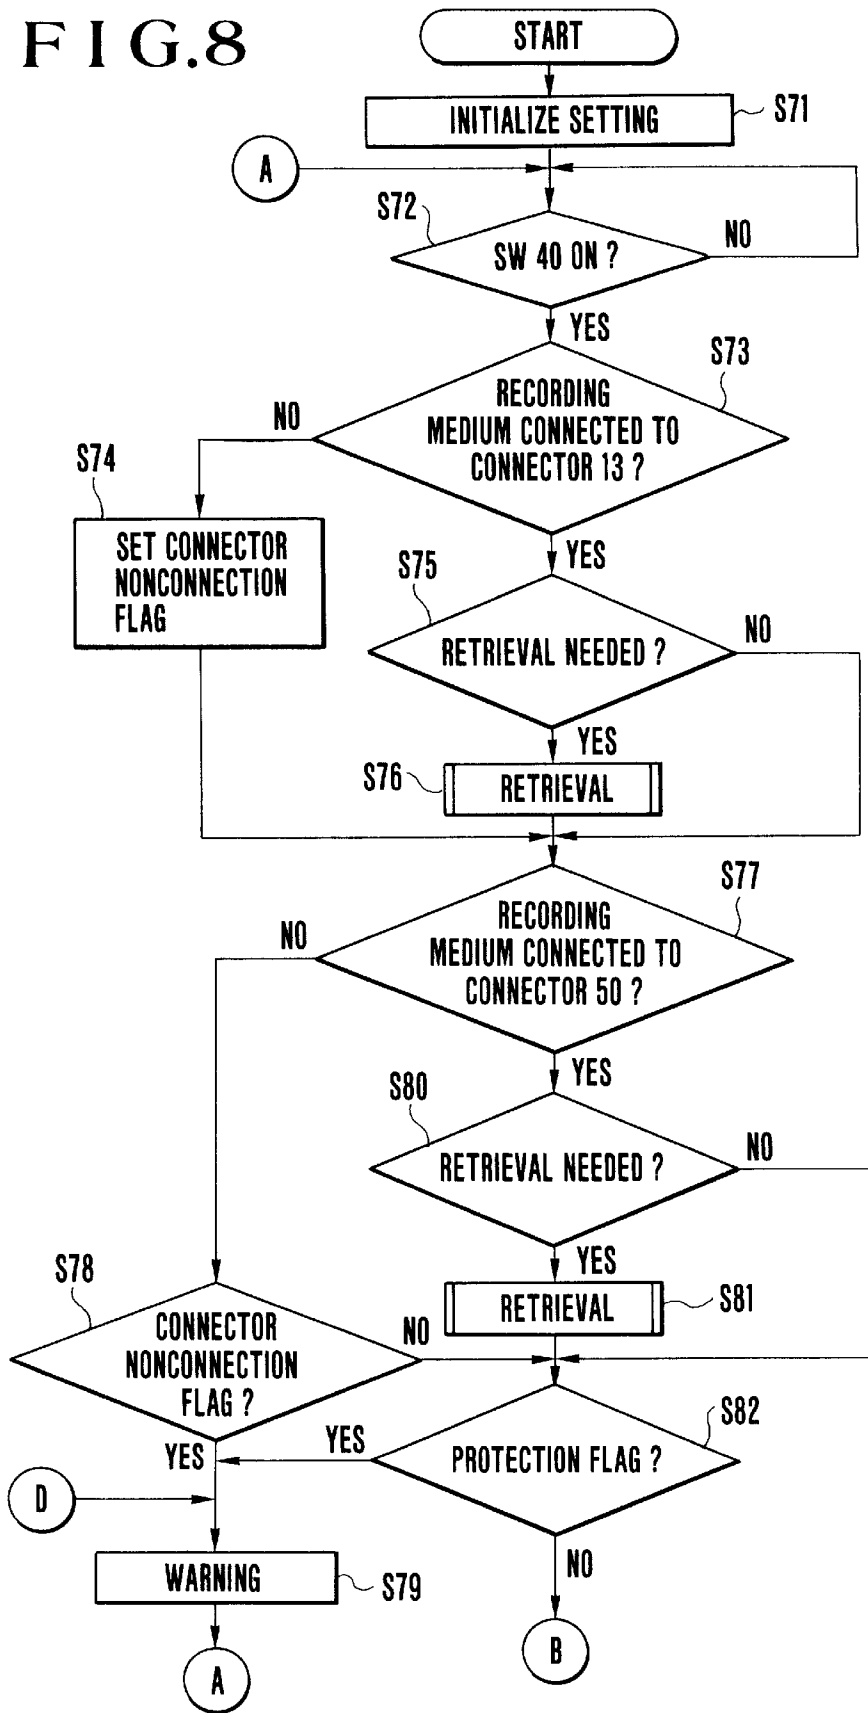 FIG.8
START
INITIALIZE SETTING
S71
A
S72
SW 40 ON ?
NO
YES
S73
RECORDING
MEDIUM CONNECTED TO
CONNECTOR 13 ?
NO
S74
SET CONNECTOR
NONCONNECTION
FLAG
YES
S75
RETRIEVAL NEEDED ?
NO
YES
S76
RETRIEVAL
S77
RECORDING
MEDIUM CONNECTED TO
CONNECTOR 50 ?
NO
YES
S80
RETRIEVAL NEEDED ?
NO
YES
S78
RETRIEVAL
S81
CONNECTOR
NONCONNECTION
FLAG ?
NO
S82
YES
YES
PROTECTION FLAG ?
D
WARNING
S79
NO
A
B